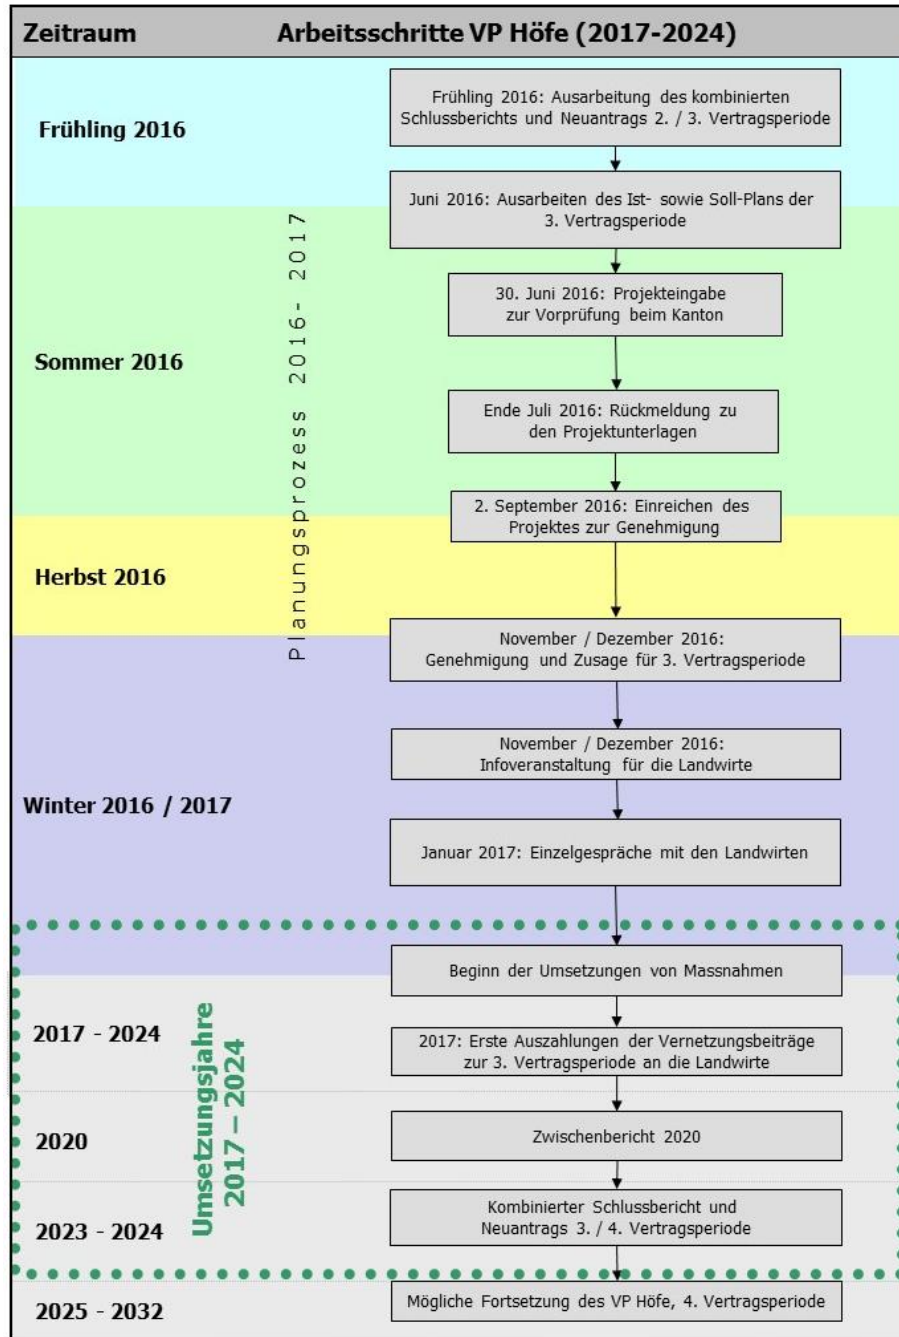 Zeitraum
Arbeitsschritte VP Höfe (2017-2024)
Frühling 2016
Frühling 2016: Ausarbeitung des kombinierten
Schlussberichts und Neuantrags 2. / 3. Vertragsperiode
Juni 2016: Ausarbeiten des Ist- sowie Soll-Plans der
3. Vertragsperiode
Planungsprozess 2016- 2017
Sommer 2016
30. Juni 2016: Projekteingabe
zur Vorprüfung beim Kanton
Ende Juli 2016: Rückmeldung zu
den Projektunterlagen
2. September 2016: Einreichen des
Projektes zur Genehmigung
Herbst 2016
November / Dezember 2016:
Genehmigung und Zusage für 3. Vertragsperiode
Winter 2016 / 2017
November / Dezember 2016:
Infoveranstaltung für die Landwirte
Januar 2017: Einzelgespräche mit den Landwirten
Beginn der Umsetzungen von Massnahmen
Umsetzungsjahre
2017 – 2024
2017 - 2024
2017: Erste Auszahlungen der Vernetzungsbeiträge
zur 3. Vertragsperiode an die Landwirte
2020
Zwischenbericht 2020
2023 - 2024
Kombinierter Schlussbericht und
Neuantrags 3. / 4. Vertragsperiode
2025 - 2032
Mögliche Fortsetzung des VP Höfe, 4. Vertragsperiode